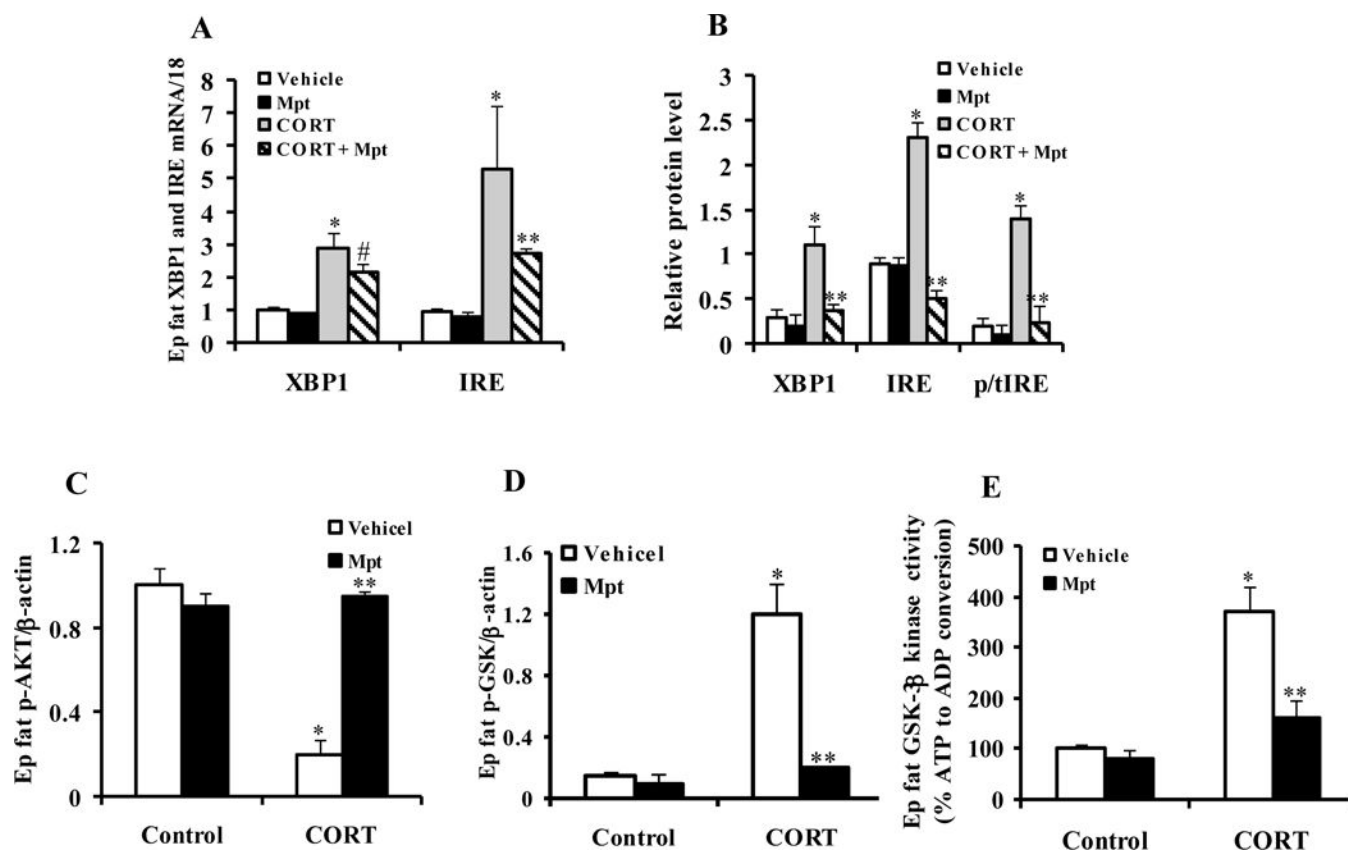 A
Ep fat XBP1 and IRE mRNA/18
8
7
6
5
4
3
2
1
0
Vehicle
Mpt
CORT
CORT + Mpt
*
#
*
**
XBP1
IRE
B
Relative protein level
3
2.5
2
1.5
1
0.5
0
Vehicle
Mpt
CORT
CORT + Mpt
*
**
*
**
*
**
XBP1
IRE
p/tIRE
C
Ep fat p-AKT/β-actin
1.2
0.8
0.4
0
Vehicel
Mpt
*
**
Control
CORT
D
Ep fat p-GSK/β-actin
1.6
1.2
0.8
0.4
0
Vehicel
Mpt
*
**
Control
CORT
E
Ep fat GSK-3β kinase ctivity
(% ATP to ADP conversion)
500
400
300
200
100
0
Vehicle
Mpt
*
**
Control
CORT